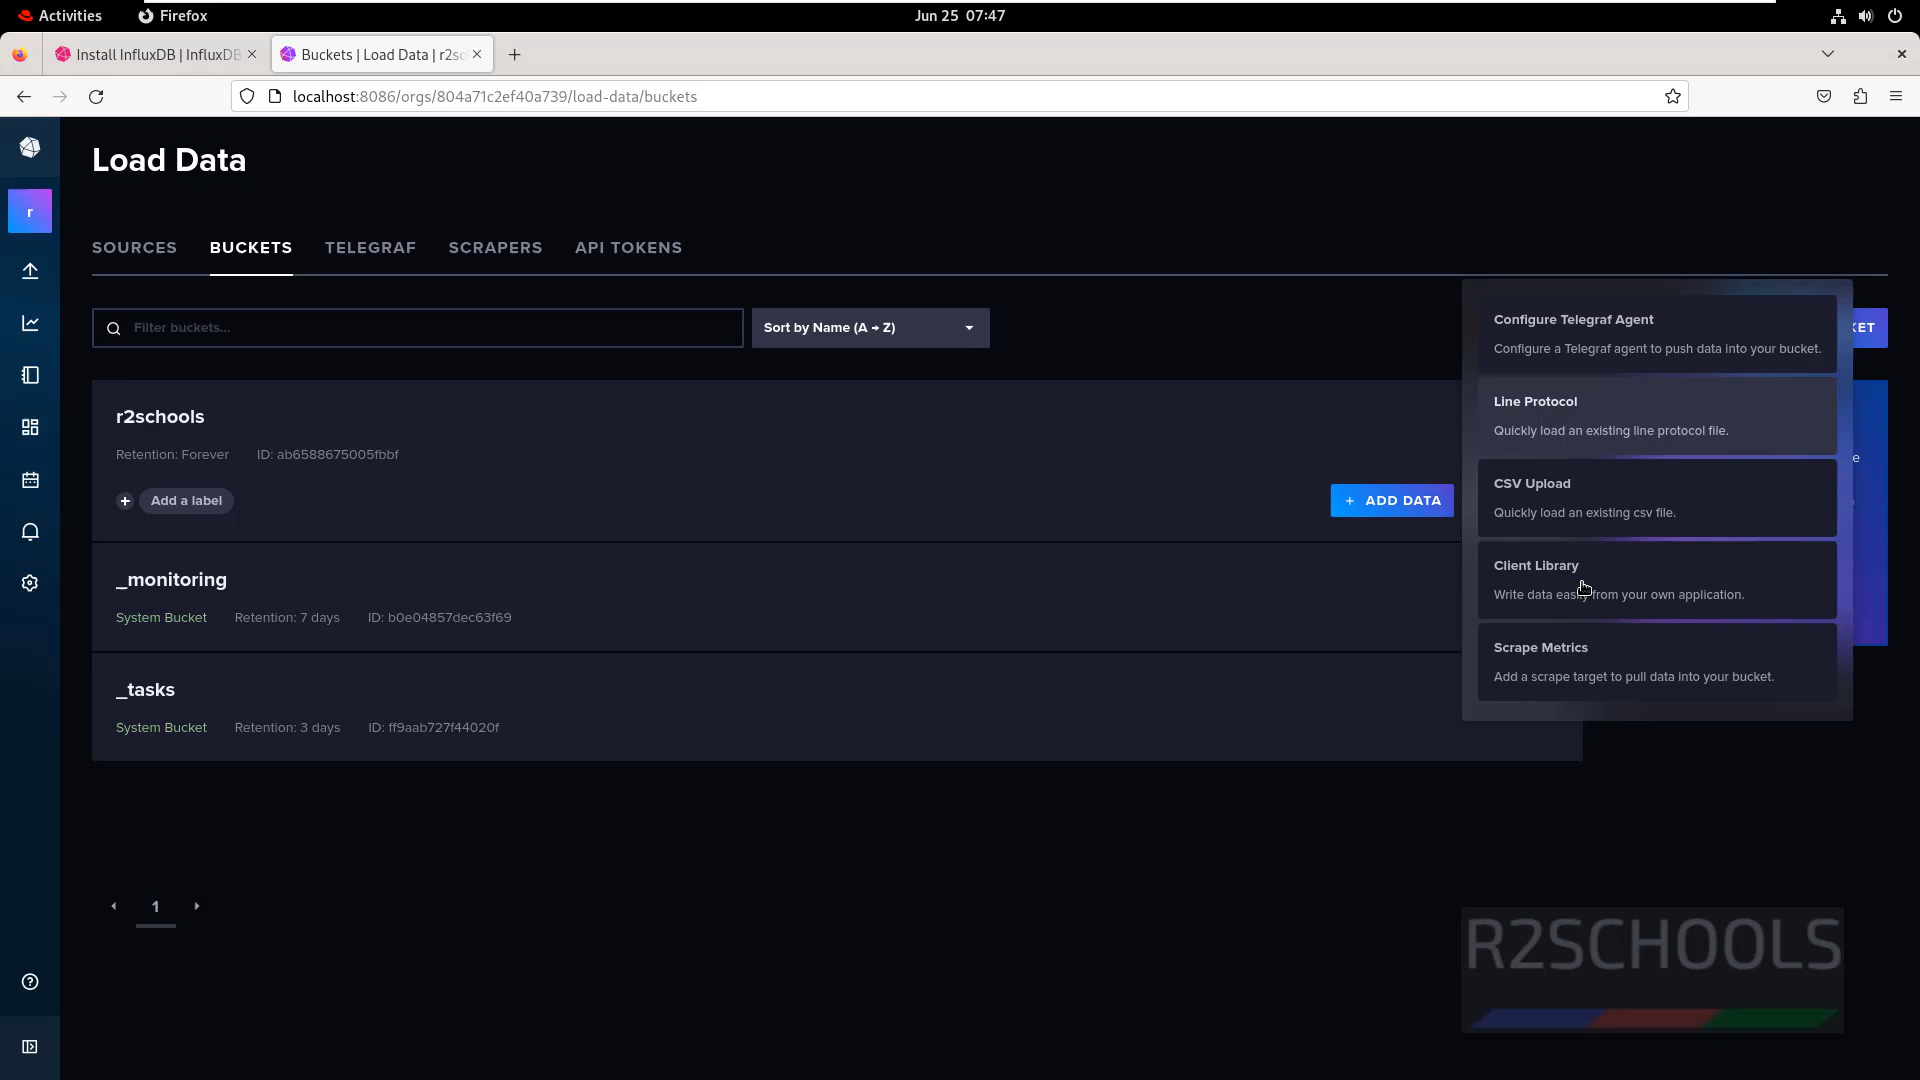 Activities
Firefox
Jun 25 07:47
Install InfluxDB | InfluxDB
Buckets | Load Data | r2sc
localhost:8086/orgs/804a71c2ef40a739/load-data/buckets
r
Load Data
SOURCES
BUCKETS
TELEGRAF
SCRAPERS
API TOKENS
Filter buckets...
Sort by Name (A → Z)
KET
r2schools
Retention: Forever
ID: ab6588675005fbbf
+ Add a label
+ ADD DATA
_monitoring
System Bucket
Retention: 7 days
ID: b0e04857dec63f69
_tasks
System Bucket
Retention: 3 days
ID: ff9aab727f44020f
Configure Telegraf Agent
Configure a Telegraf agent to push data into your bucket.
Line Protocol
Quickly load an existing line protocol file.
CSV Upload
Quickly load an existing csv file.
Client Library
Write data easily from your own application.
Scrape Metrics
Add a scrape target to pull data into your bucket.
e
1
R2SCHOOLS